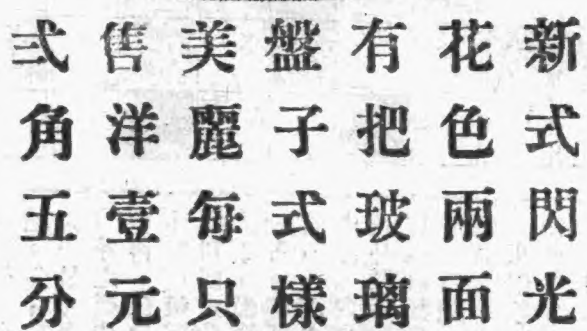 新式閃光
花色兩面
有把玻璃
盤子式樣
美麗每只
售洋壹元
弍角五分